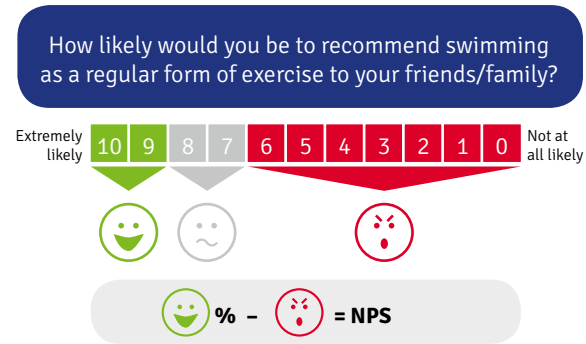 How likely would you be to recommend swimming
as a regular form of exercise to your friends/family?
Extremely
likely
10 9 8 7 6 5 4 3 2 1 0
Not at
all likely
% – = NPS